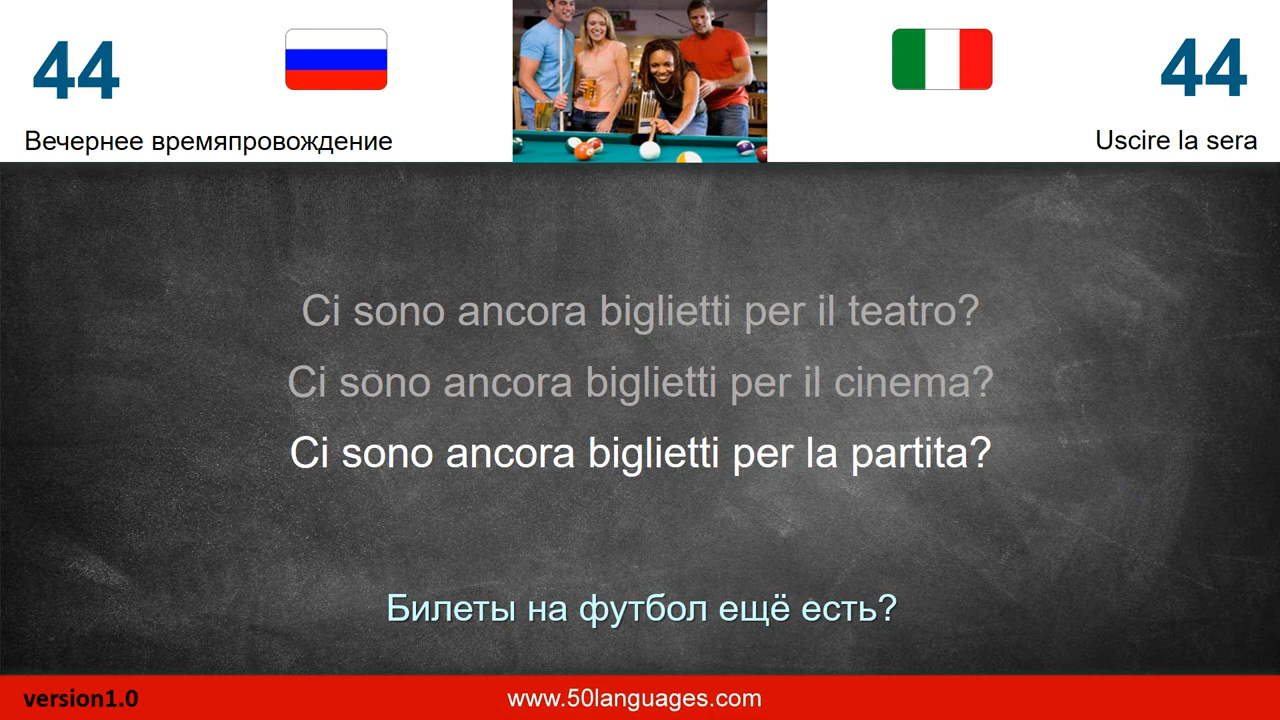 44
44
Вечернее времяпровождение
Uscire la sera
Ci sono ancora biglietti per il teatro?
Ci sono ancora biglietti per il cinema?
Ci sono ancora biglietti per la partita?
Билеты на футбол ещё есть?
version1.0
www.50languages.com